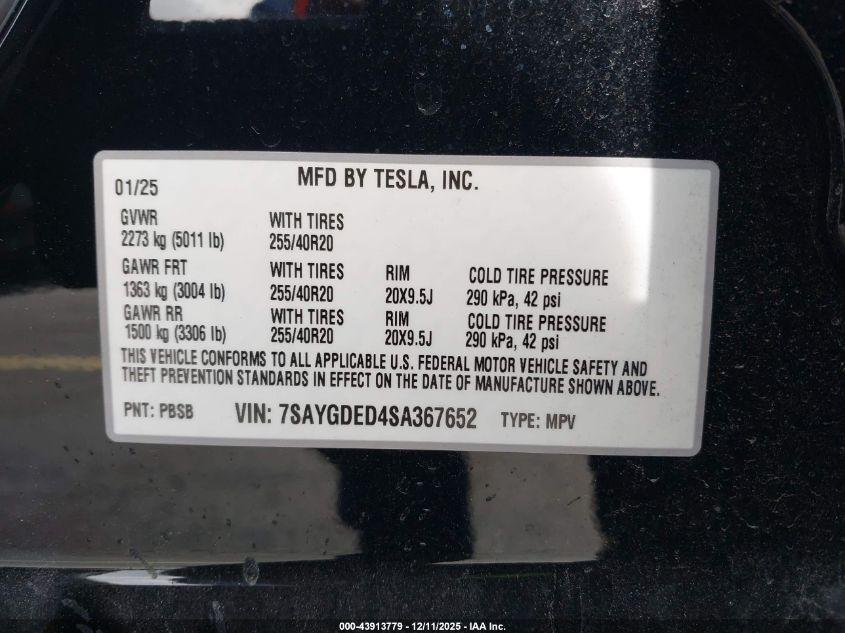 01/25 MFD BY TESLA, INC.
GVWR WITH TIRES
2273 kg (5011 lb) 255/40R20
GAWR FRT WITH TIRES RIM COLD TIRE PRESSURE
1363 kg (3004 lb) 255/40R20 20X9.5J 290 kPa, 42 psi
GAWR RR WITH TIRES RIM COLD TIRE PRESSURE
1500 kg (3306 lb) 255/40R20 20X9.5J 290 kPa, 42 psi
THIS VEHICLE CONFORMS TO ALL APPLICABLE U.S. FEDERAL MOTOR VEHICLE SAFETY AND
THEFT PREVENTION STANDARDS IN EFFECT ON THE DATE OF MANUFACTURE SHOWN ABOVE.
PNT: PBSB VIN: 7SAYGDED4SA367652 TYPE: MPV
000-43913779 - 12/11/2025 - IAA Inc.